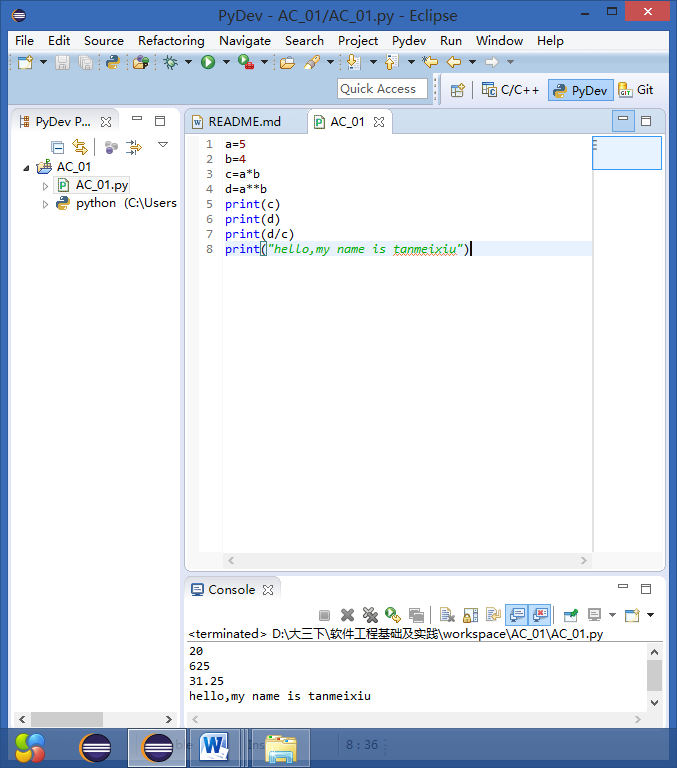 PyDev - AC_01/AC_01.py - Eclipse
File Edit Source Refactoring Navigate Search Project Pydev Run Window Help
Quick Access
C/C++ PyDev Git
PyDev P...
AC_01
AC_01.py
python (C:\Users
README.md AC_01
1 a=5
2 b=4
3 c=a*b
4 d=a**b
5 print(c)
6 print(d)
7 print(d/c)
8 print("hello,my name is tanmeixiu")
Console
<terminated> D:\大三下\软件工程基础及实践\workspace\AC_01\AC_01.py
20
625
31.25
hello,my name is tanmeixiu
8 : 36